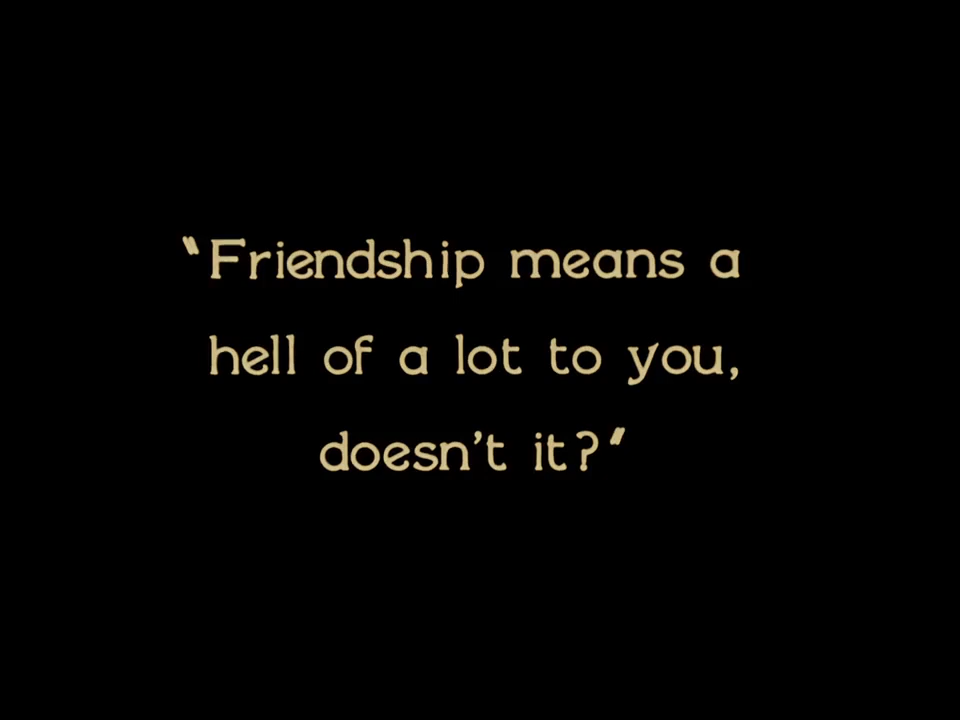 "Friendship means a
hell of a lot to you,
doesn't it?"